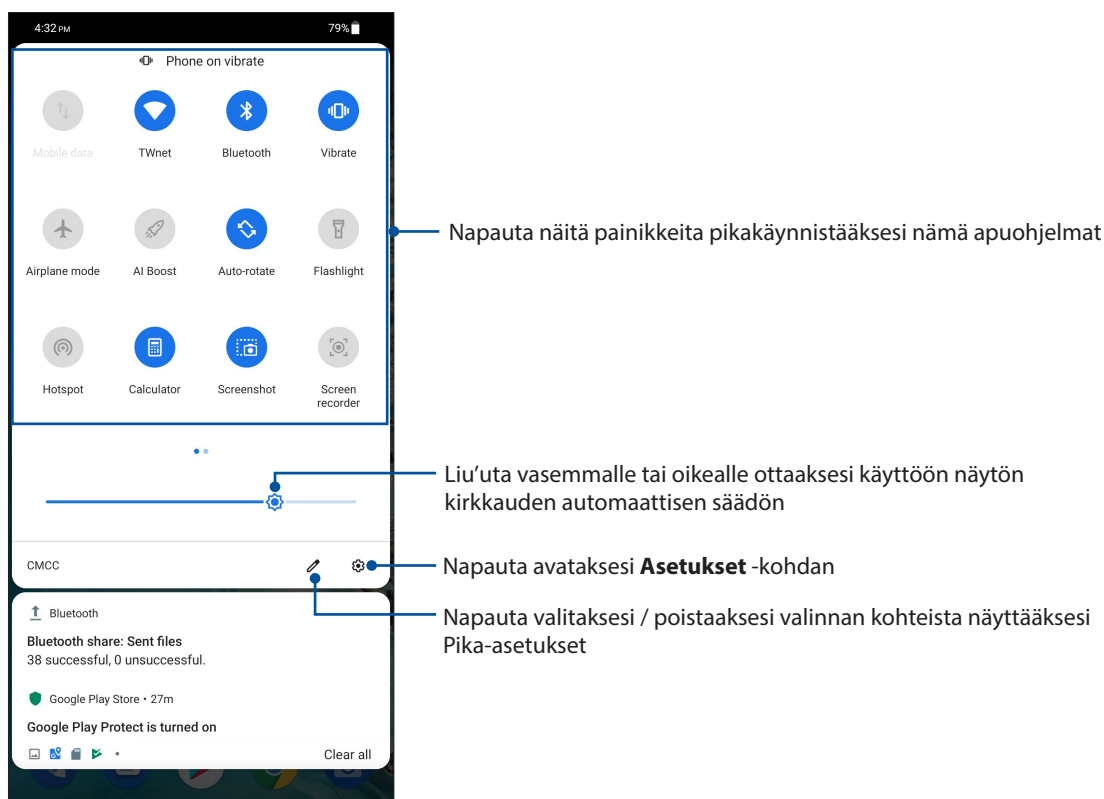 4:32 PM 79%
Phone on vibrate
Mobile data TWnet Bluetooth Vibrate
Napauta näitä painikkeita pikakäynnistääksesi nämä apuohjelmat
Airplane mode AI Boost Auto-rotate Flashlight
Hotspot Calculator Screenshot Screen
recorder
Liu’uta vasemmalle tai oikealle ottaaksesi käyttöön näytön
kirkkauden automaattisen säädön
CMCC
Napauta avataksesi Asetukset -kohdan
Napauta valitaksesi / poistaaksesi valinnan kohteista näyttääksesi
Pika-asetukset
Bluetooth
Bluetooth share: Sent files
38 successful, 0 unsuccessful.
Google Play Store • 27m
Google Play Protect is turned on
Clear all